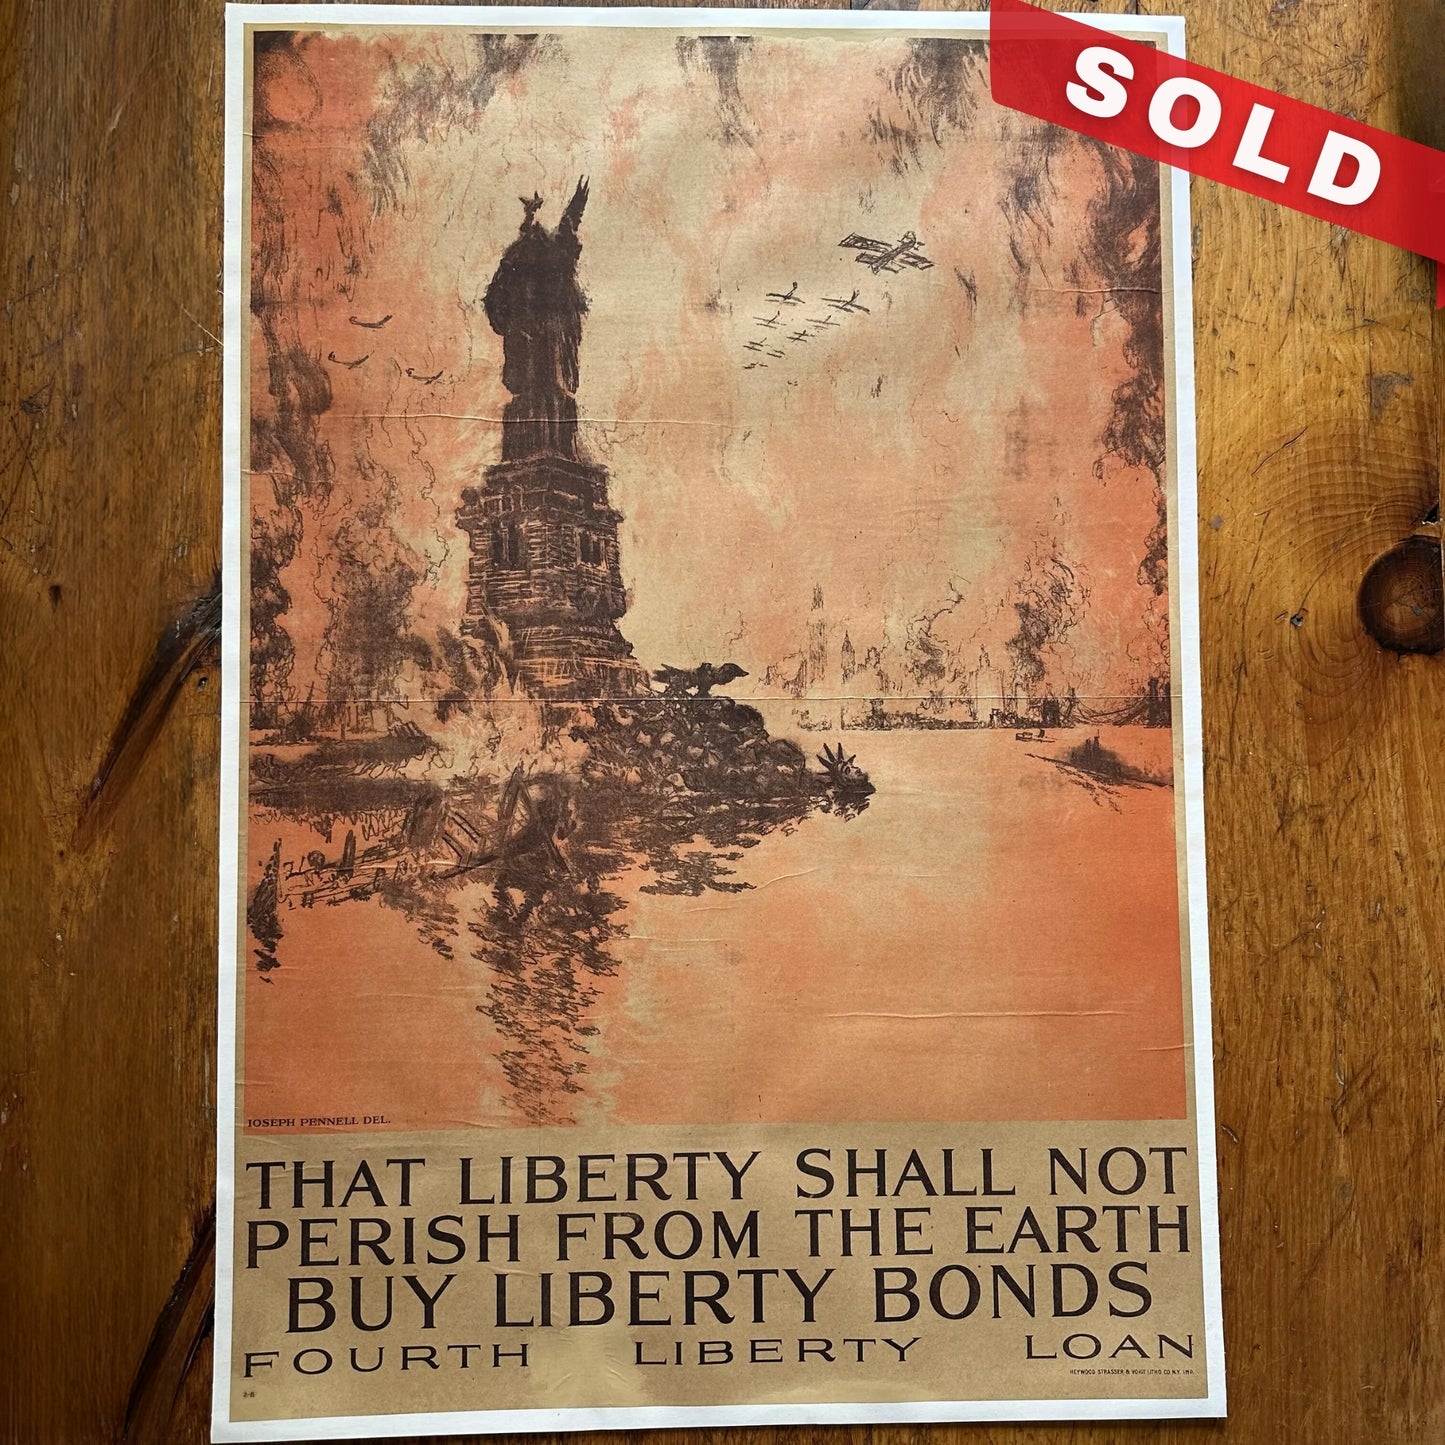 SOLD
JOSEPH PENNELL DEL.
THAT LIBERTY SHALL NOT
PERISH FROM THE EARTH
BUY LIBERTY BONDS
FOURTH LIBERTY LOAN
HEYWOOD STRASSER & VOIGT LITHO CO. N.Y. IMP.